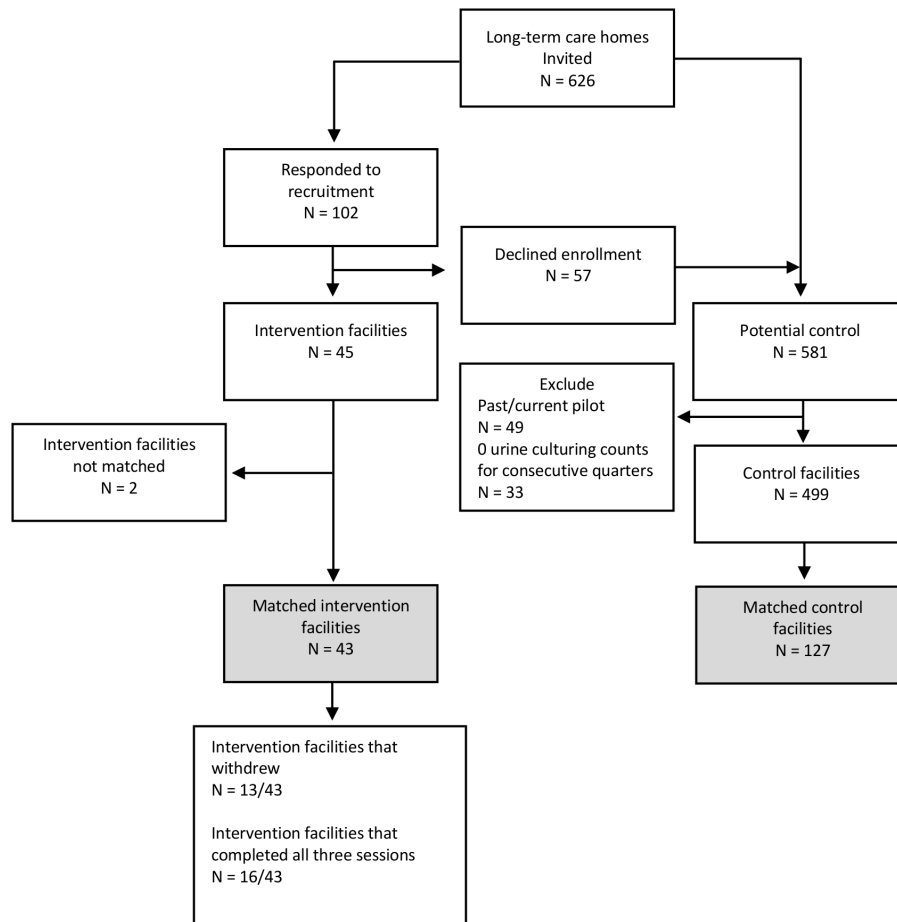 Long-term care homes
Invited
N = 626
Responded to
recruitment
N = 102
Declined enrollment
N = 57
Intervention facilities
N = 45
Potential control
N = 581
Exclude
Past/current pilot
N = 49
0 urine culturing counts
for consecutive quarters
N = 33
Intervention facilities
not matched
N = 2
Control facilities
N = 499
Matched intervention
facilities
N = 43
Matched control
facilities
N = 127
Intervention facilities that
withdrew
N = 13/43
Intervention facilities that
completed all three sessions
N = 16/43